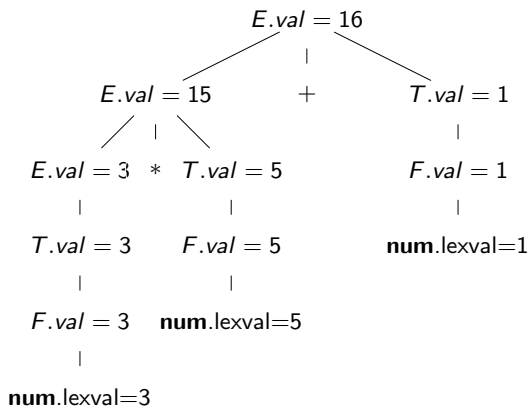 E.val = 16
E.val = 15 + T.val = 1
E.val = 3 * T.val = 5 F.val = 1
T.val = 3 F.val = 5 num.lexval=1
F.val = 3 num.lexval=5
num.lexval=3